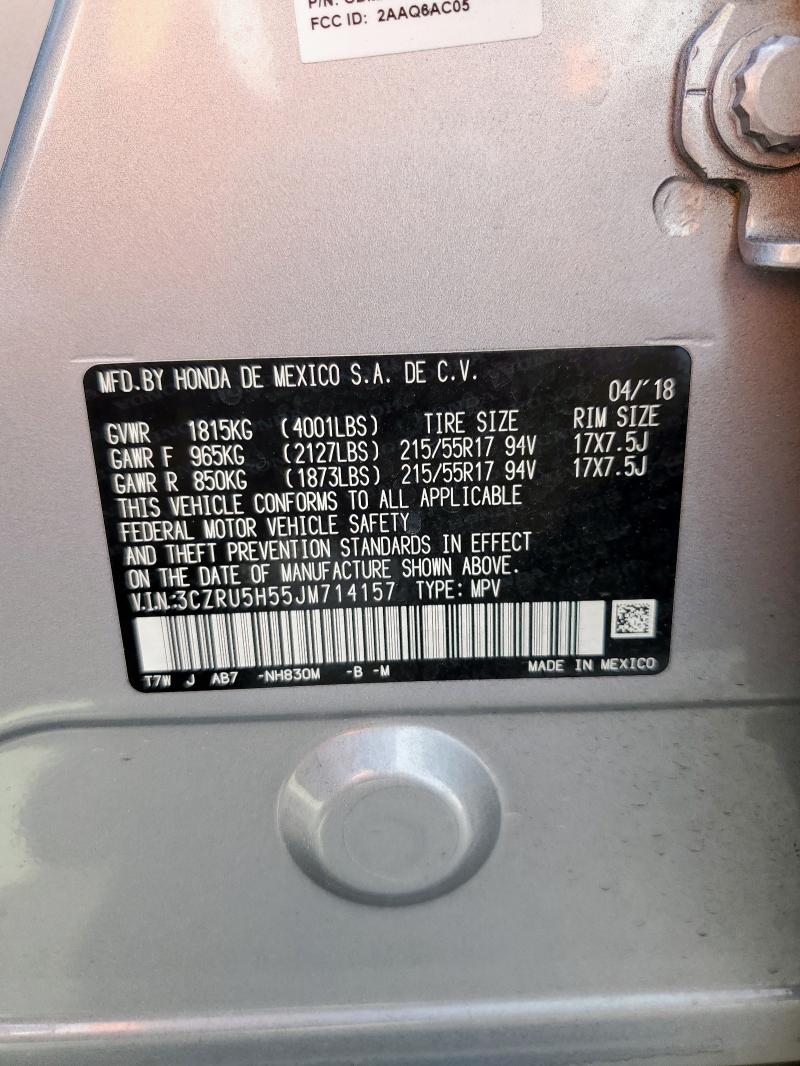 P/N:
FCC ID: 2AAQ6AC05
MFD.BY HONDA DE MEXICO S.A. DE C.V.
04/'18
GVWR 1815KG (4001LBS) TIRE SIZE RIM SIZE
GAWR F 965KG (2127LBS) 215/55R17 94V 17X7.5J
GAWR R 850KG (1873LBS) 215/55R17 94V 17X7.5J
THIS VEHICLE CONFORMS TO ALL APPLICABLE
FEDERAL MOTOR VEHICLE SAFETY
AND THEFT PREVENTION STANDARDS IN EFFECT
ON THE DATE OF MANUFACTURE SHOWN ABOVE.
V.I.N:3CZRU5H55JM714157 TYPE: MPV
T7W J AB7 -NH830M -B -M MADE IN MEXICO